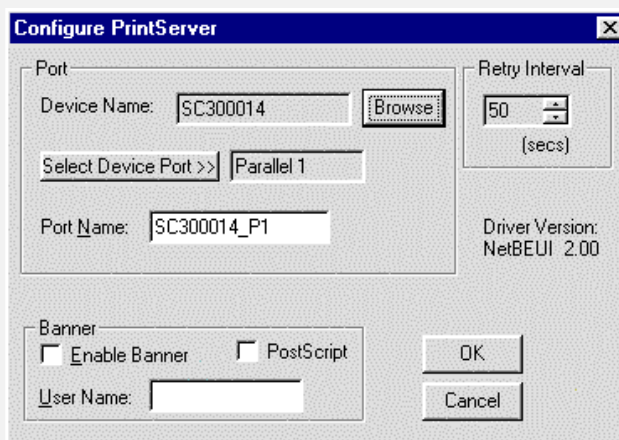 Configure PrintServer
Port
Device Name: SC300014 Browse
Select Device Port >> Parallel 1
Port Name: SC300014_P1
Retry Interval
50
(secs)
Driver Version:
NetBEUI 2.00
Banner
Enable Banner PostScript
User Name:
OK
Cancel